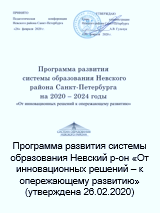 Программа развития
системы образования Невского
района Санкт-Петербурга
на 2020 – 2024 годы
«От инновационных решений к опережающему развитию»
Программа развития системы
образования Невский р-он «От
инновационных решений – к
опережающему развитию»
(утверждена 26.02.2020)